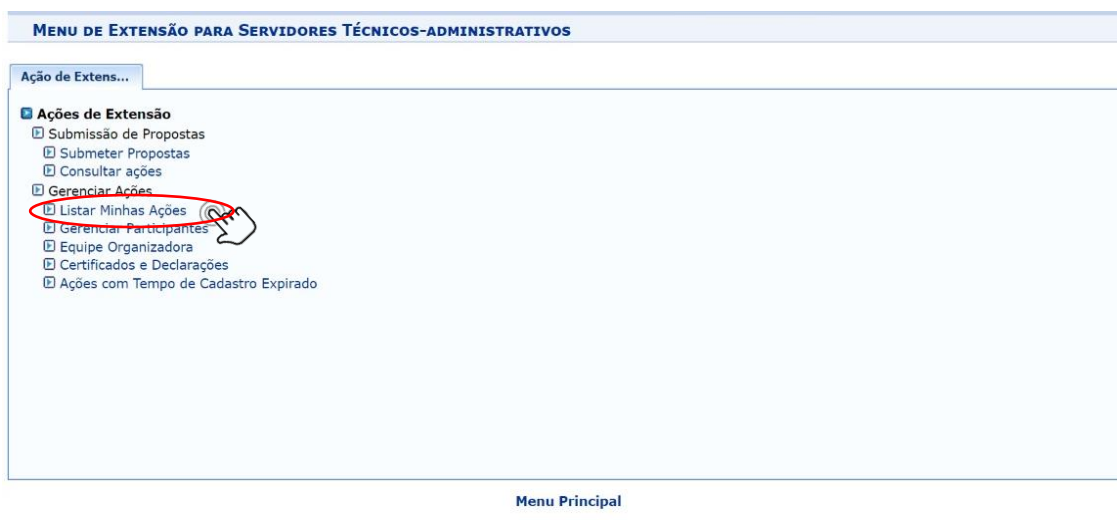 MENU DE EXTENSÃO PARA SERVIDORES TÉCNICOS-ADMINISTRATIVOS
Ação de Extens...
Ações de Extensão
Submissão de Propostas
Submeter Propostas
Consultar ações
Gerenciar Ações
Listar Minhas Ações
Gerenciar Participantes
Equipe Organizadora
Certificados e Declarações
Ações com Tempo de Cadastro Expirado
Menu Principal